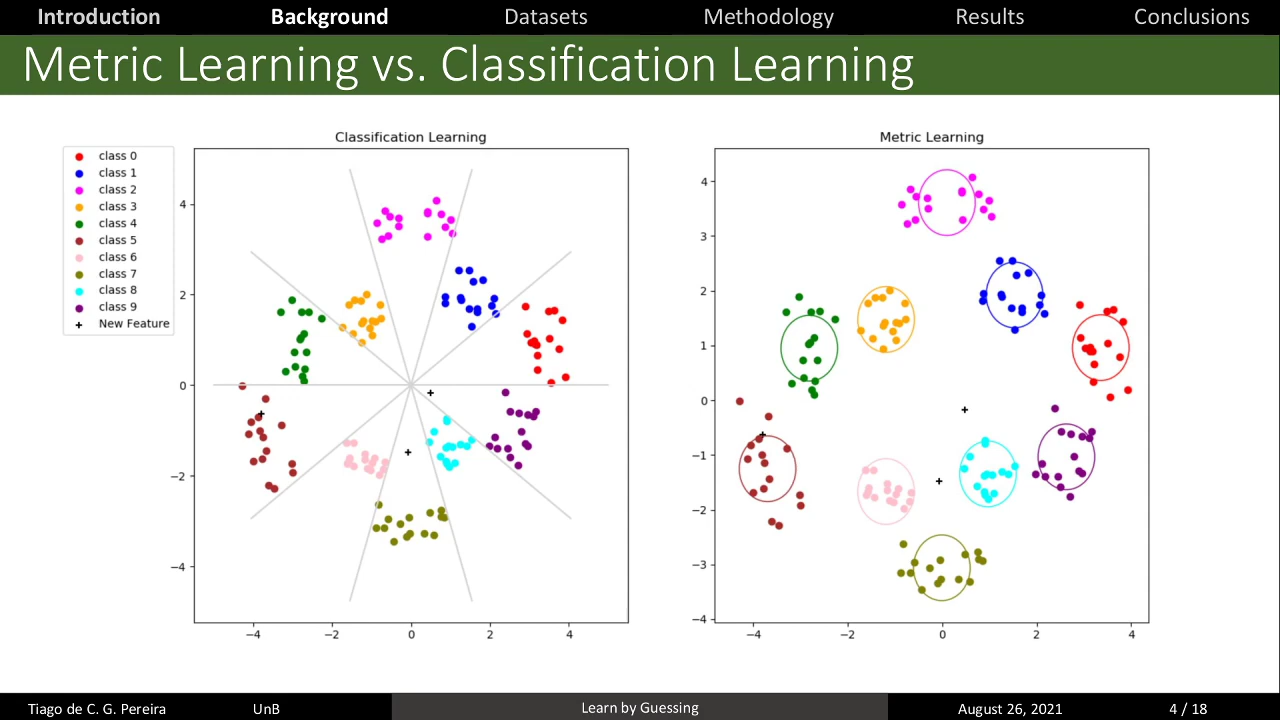 Introduction Background Datasets Methodology Results Conclusions
Metric Learning vs. Classification Learning
Classification Learning
class 0
class 1
class 2
class 3
class 4
class 5
class 6
class 7
class 8
class 9
New Feature
4
2
0
−2
−4
−4 −2 0 2 4
Metric Learning
4
3
2
1
0
−1
−2
−3
−4
−4 −2 0 2 4
Tiago de C. G. Pereira UnB Learn by Guessing August 26, 2021 4 / 18